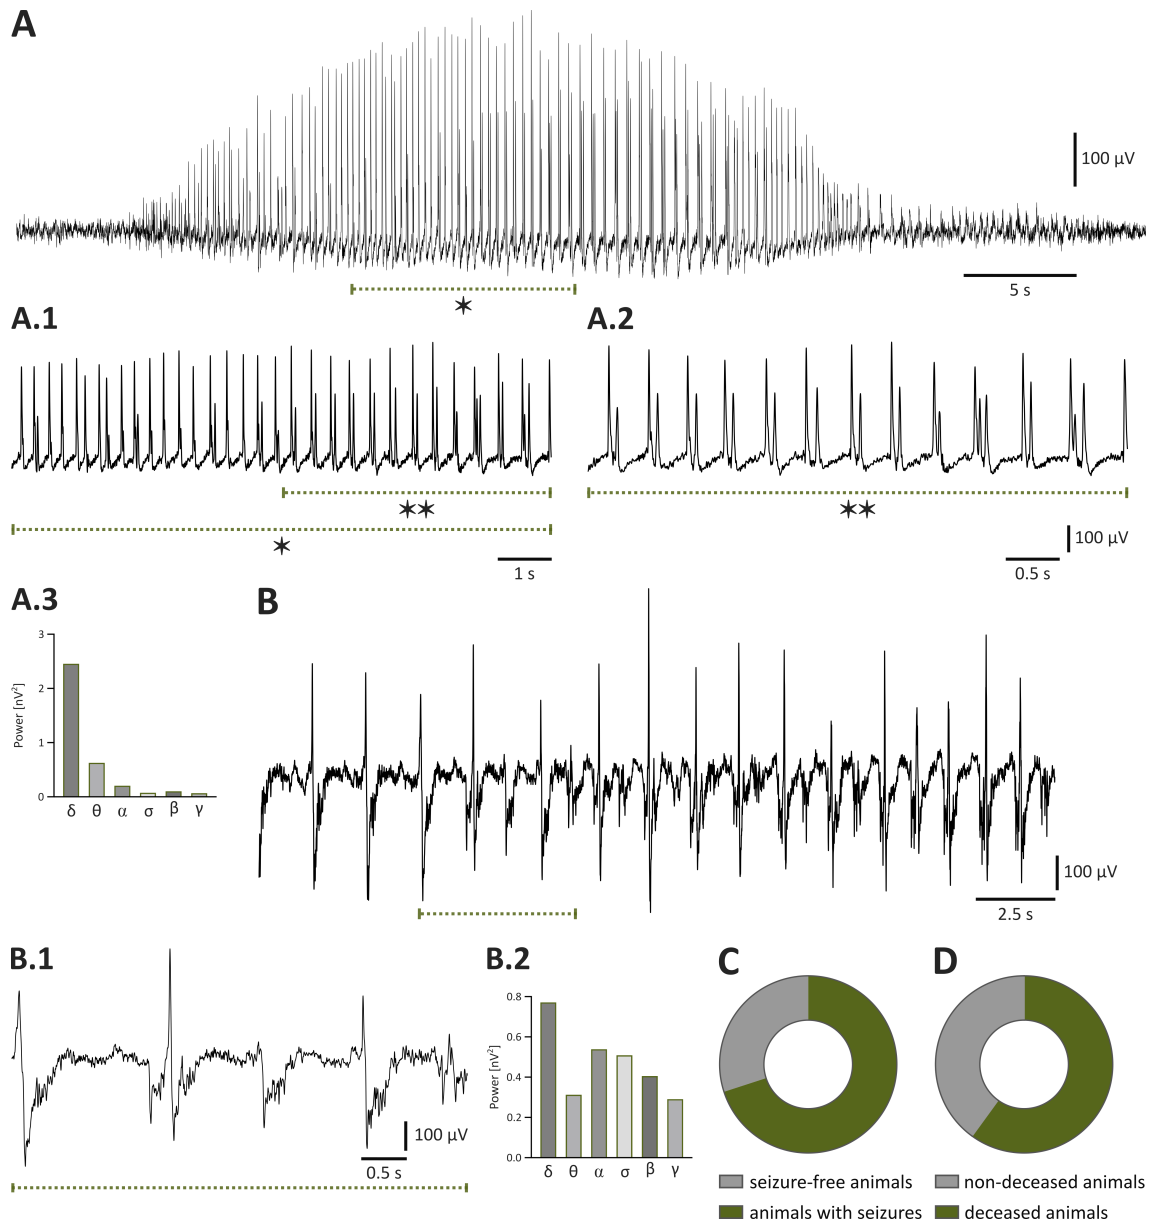 A
100 µV
5 s
✶
A.1
A.2
✶✶
✶✶
✶
100 µV
1 s
0.5 s
A.3
B
3
2
1
0
Power [nV²]
δ θ α σ β γ
100 µV
2.5 s
B.1
B.2
C
D
0.8
0.6
0.4
0.2
0.0
Power [nV²]
δ θ α σ β γ
100 µV
0.5 s
seizure-free animals
animals with seizures
non-deceased animals
deceased animals